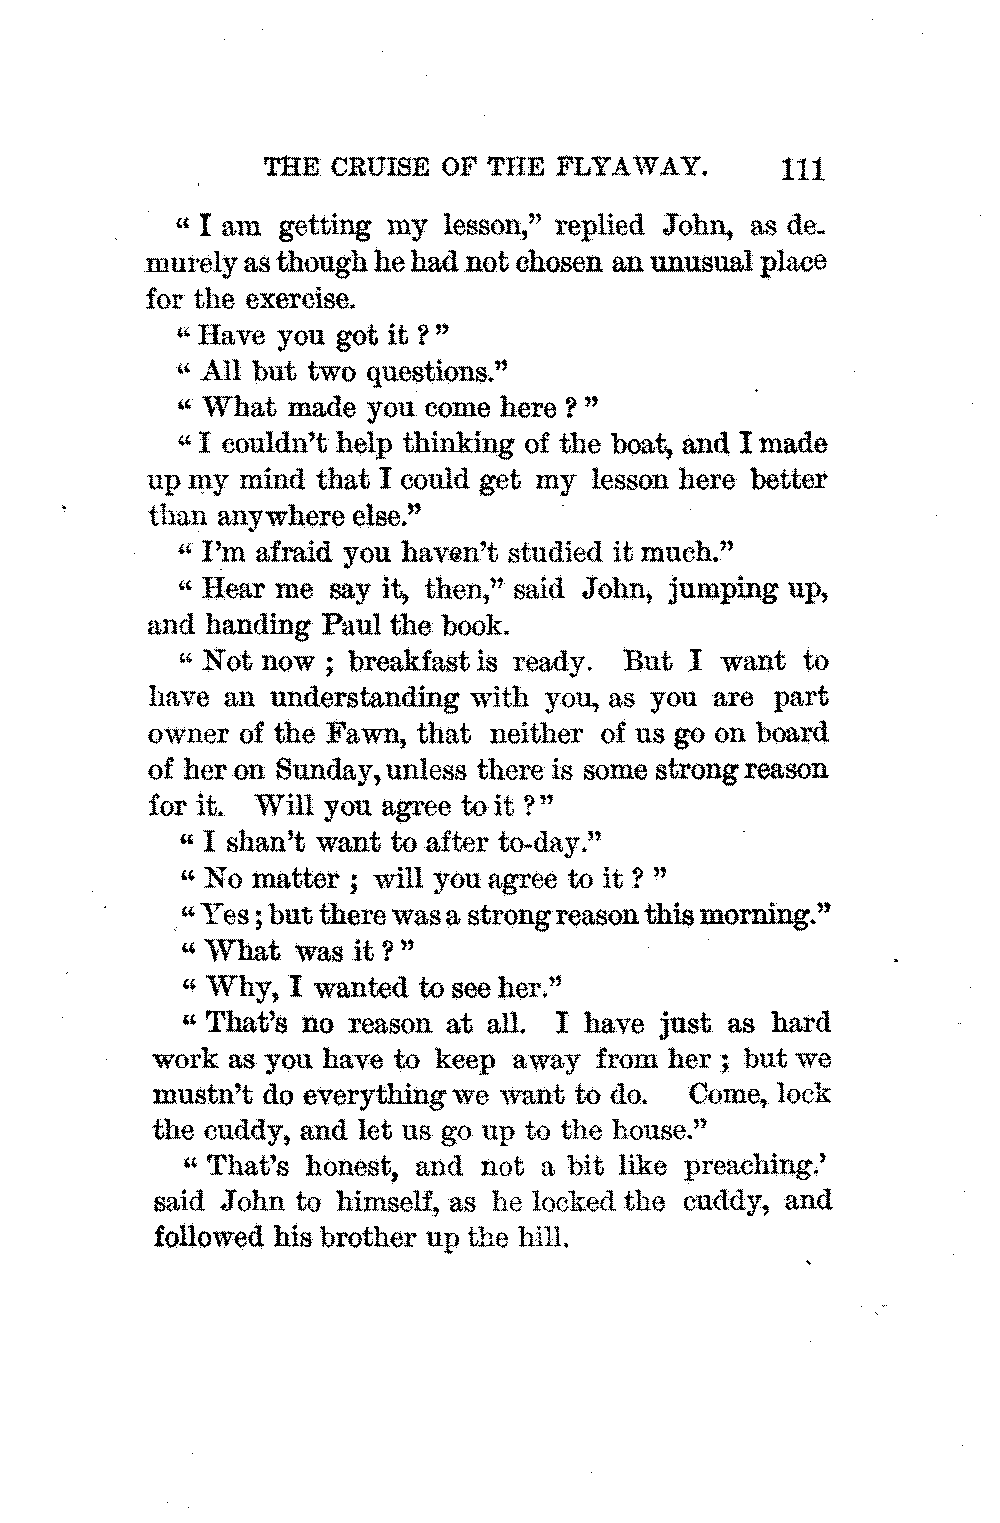 THE CRUISE OF THE FLYAWAY. 111
“ I am getting my lesson,” replied John, as de-
murely as though he had not chosen an unusual place
for the exercise.
“ Have you got it ? ”
“ All but two questions.”
“ What made you come here ? ”
“ I couldn’t help thinking of the boat, and I made
up my mind that I could get my lesson here better
than anywhere else.”
“ I’m afraid you haven’t studied it much.”
“ Hear me say it, then,” said John, jumping up,
and handing Paul the book.
“ Not now ; breakfast is ready. But I want to
have an understanding with you, as you are part
owner of the Fawn, that neither of us go on board
of her on Sunday, unless there is some strong reason
for it. Will you agree to it ? ”
“ I shan’t want to after to-day.”
“ No matter ; will you agree to it ? ”
“ Yes ; but there was a strong reason this morning.”
“ What was it ? ”
“ Why, I wanted to see her.”
“ That’s no reason at all. I have just as hard
work as you have to keep away from her ; but we
mustn’t do everything we want to do. Come, lock
the cuddy, and let us go up to the house.”
“ That’s honest, and not a bit like preaching.’
said John to himself, as he locked the cuddy, and
followed his brother up the hill.